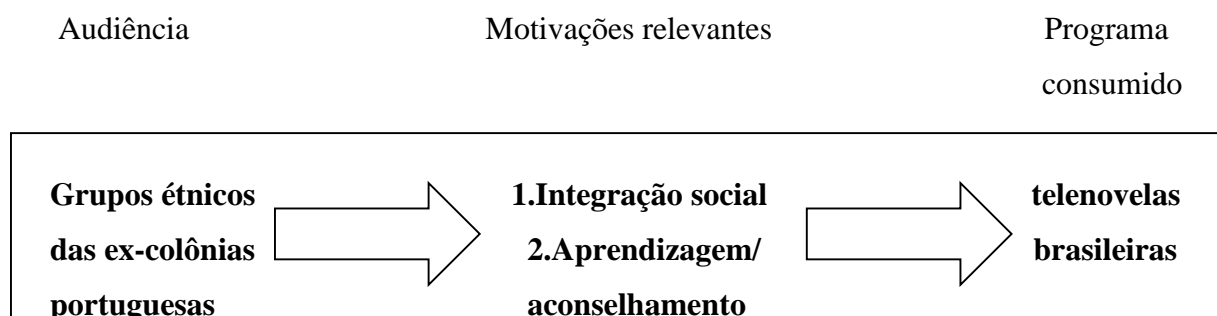 Audiência Motivações relevantes Programa
consumido
Grupos étnicos 1.Integração social telenovelas
das ex-colônias 2.Aprendizagem/ brasileiras
portuguesas aconselhamento